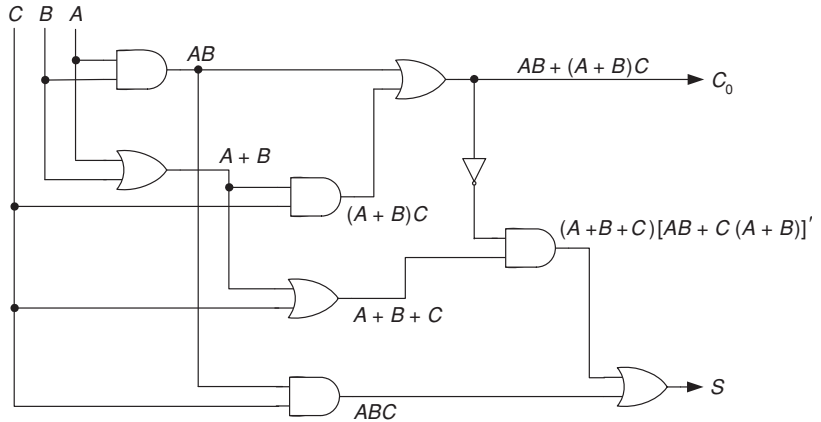 C B A
AB
AB + (A + B)C
C₀
A + B
(A + B)C
(A +B + C) [AB + C (A + B)]′
A + B + C
S
ABC